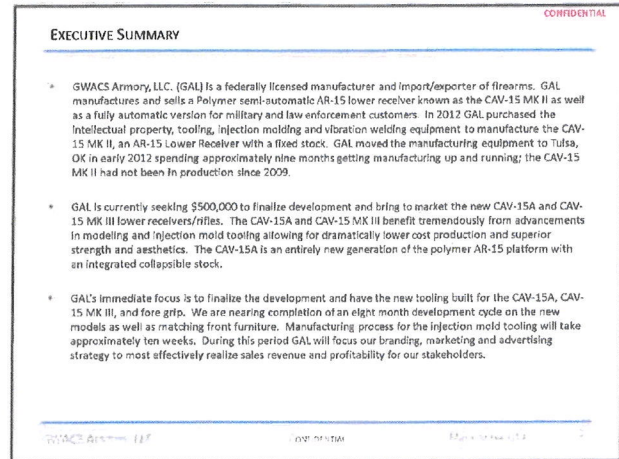 CONFIDENTIAL
EXECUTIVE SUMMARY
• GWACS Armory, LLC. (GAL) is a federally licensed manufacturer and import/exporter of firearms. GAL
manufactures and sells a Polymer semi-automatic AR-15 lower receiver known as the CAV-15 MK II as well
as a fully automatic version for military and law enforcement customers. In 2012 GAL purchased the
intellectual property, tooling, injection molding and vibration welding equipment to manufacture the CAV-
15 MK II, an AR-15 Lower Receiver with a fixed stock. GAL moved the manufacturing equipment to Tulsa,
OK in early 2012 spending approximately nine months getting manufacturing up and running; the CAV-15
MK II had not been in production since 2009.
• GAL is currently seeking $500,000 to finalize development and bring to market the new CAV-15A and CAV-
15 MK III lower receivers/rifles. The CAV-15A and CAV-15 MK III benefit tremendously from advancements
in modeling and injection mold tooling allowing for dramatically lower cost production and superior
strength and aesthetics. The CAV-15A is an entirely new generation of the polymer AR-15 platform with
an integrated collapsible stock.
• GAL's immediate focus is to finalize the development and have the new tooling built for the CAV-15A, CAV-
15 MK III, and fore grip. We are nearing completion of an eight month development cycle on the new
models as well as matching front furniture. Manufacturing process for the injection mold tooling will take
approximately ten weeks. During this period GAL will focus our branding, marketing and advertising
strategy to most effectively realize sales revenue and profitability for our stakeholders.
GWACS Armory, LLC
CONFIDENTIAL